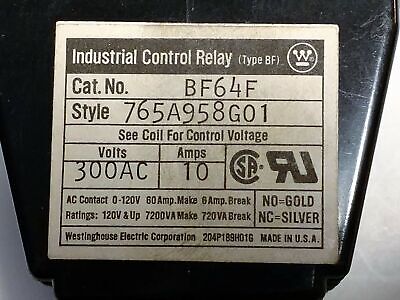 Industrial Control Relay (Type BF) W ®
Cat. No. BF64F
Style 765A958G01
See Coil For Control Voltage
Volts Amps
300AC 10 SA ® UR
AC Contact 0-120V 60 Amp. Make 6 Amp. Break NO=GOLD
Ratings: 120V & Up 7200VA Make 720VA Break NC=SILVER
Westinghouse Electric Corporation 204P189H01G MADE IN U.S.A.